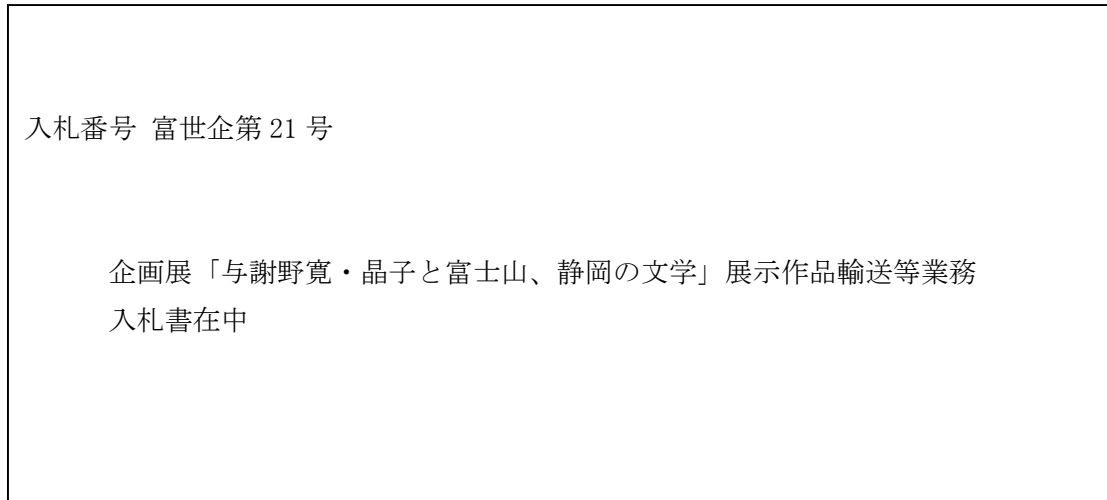 入札番号 富世企第 21 号
企画展「与謝野寛・晶子と富士山、静岡の文学」展示作品輸送等業務
入札書在中